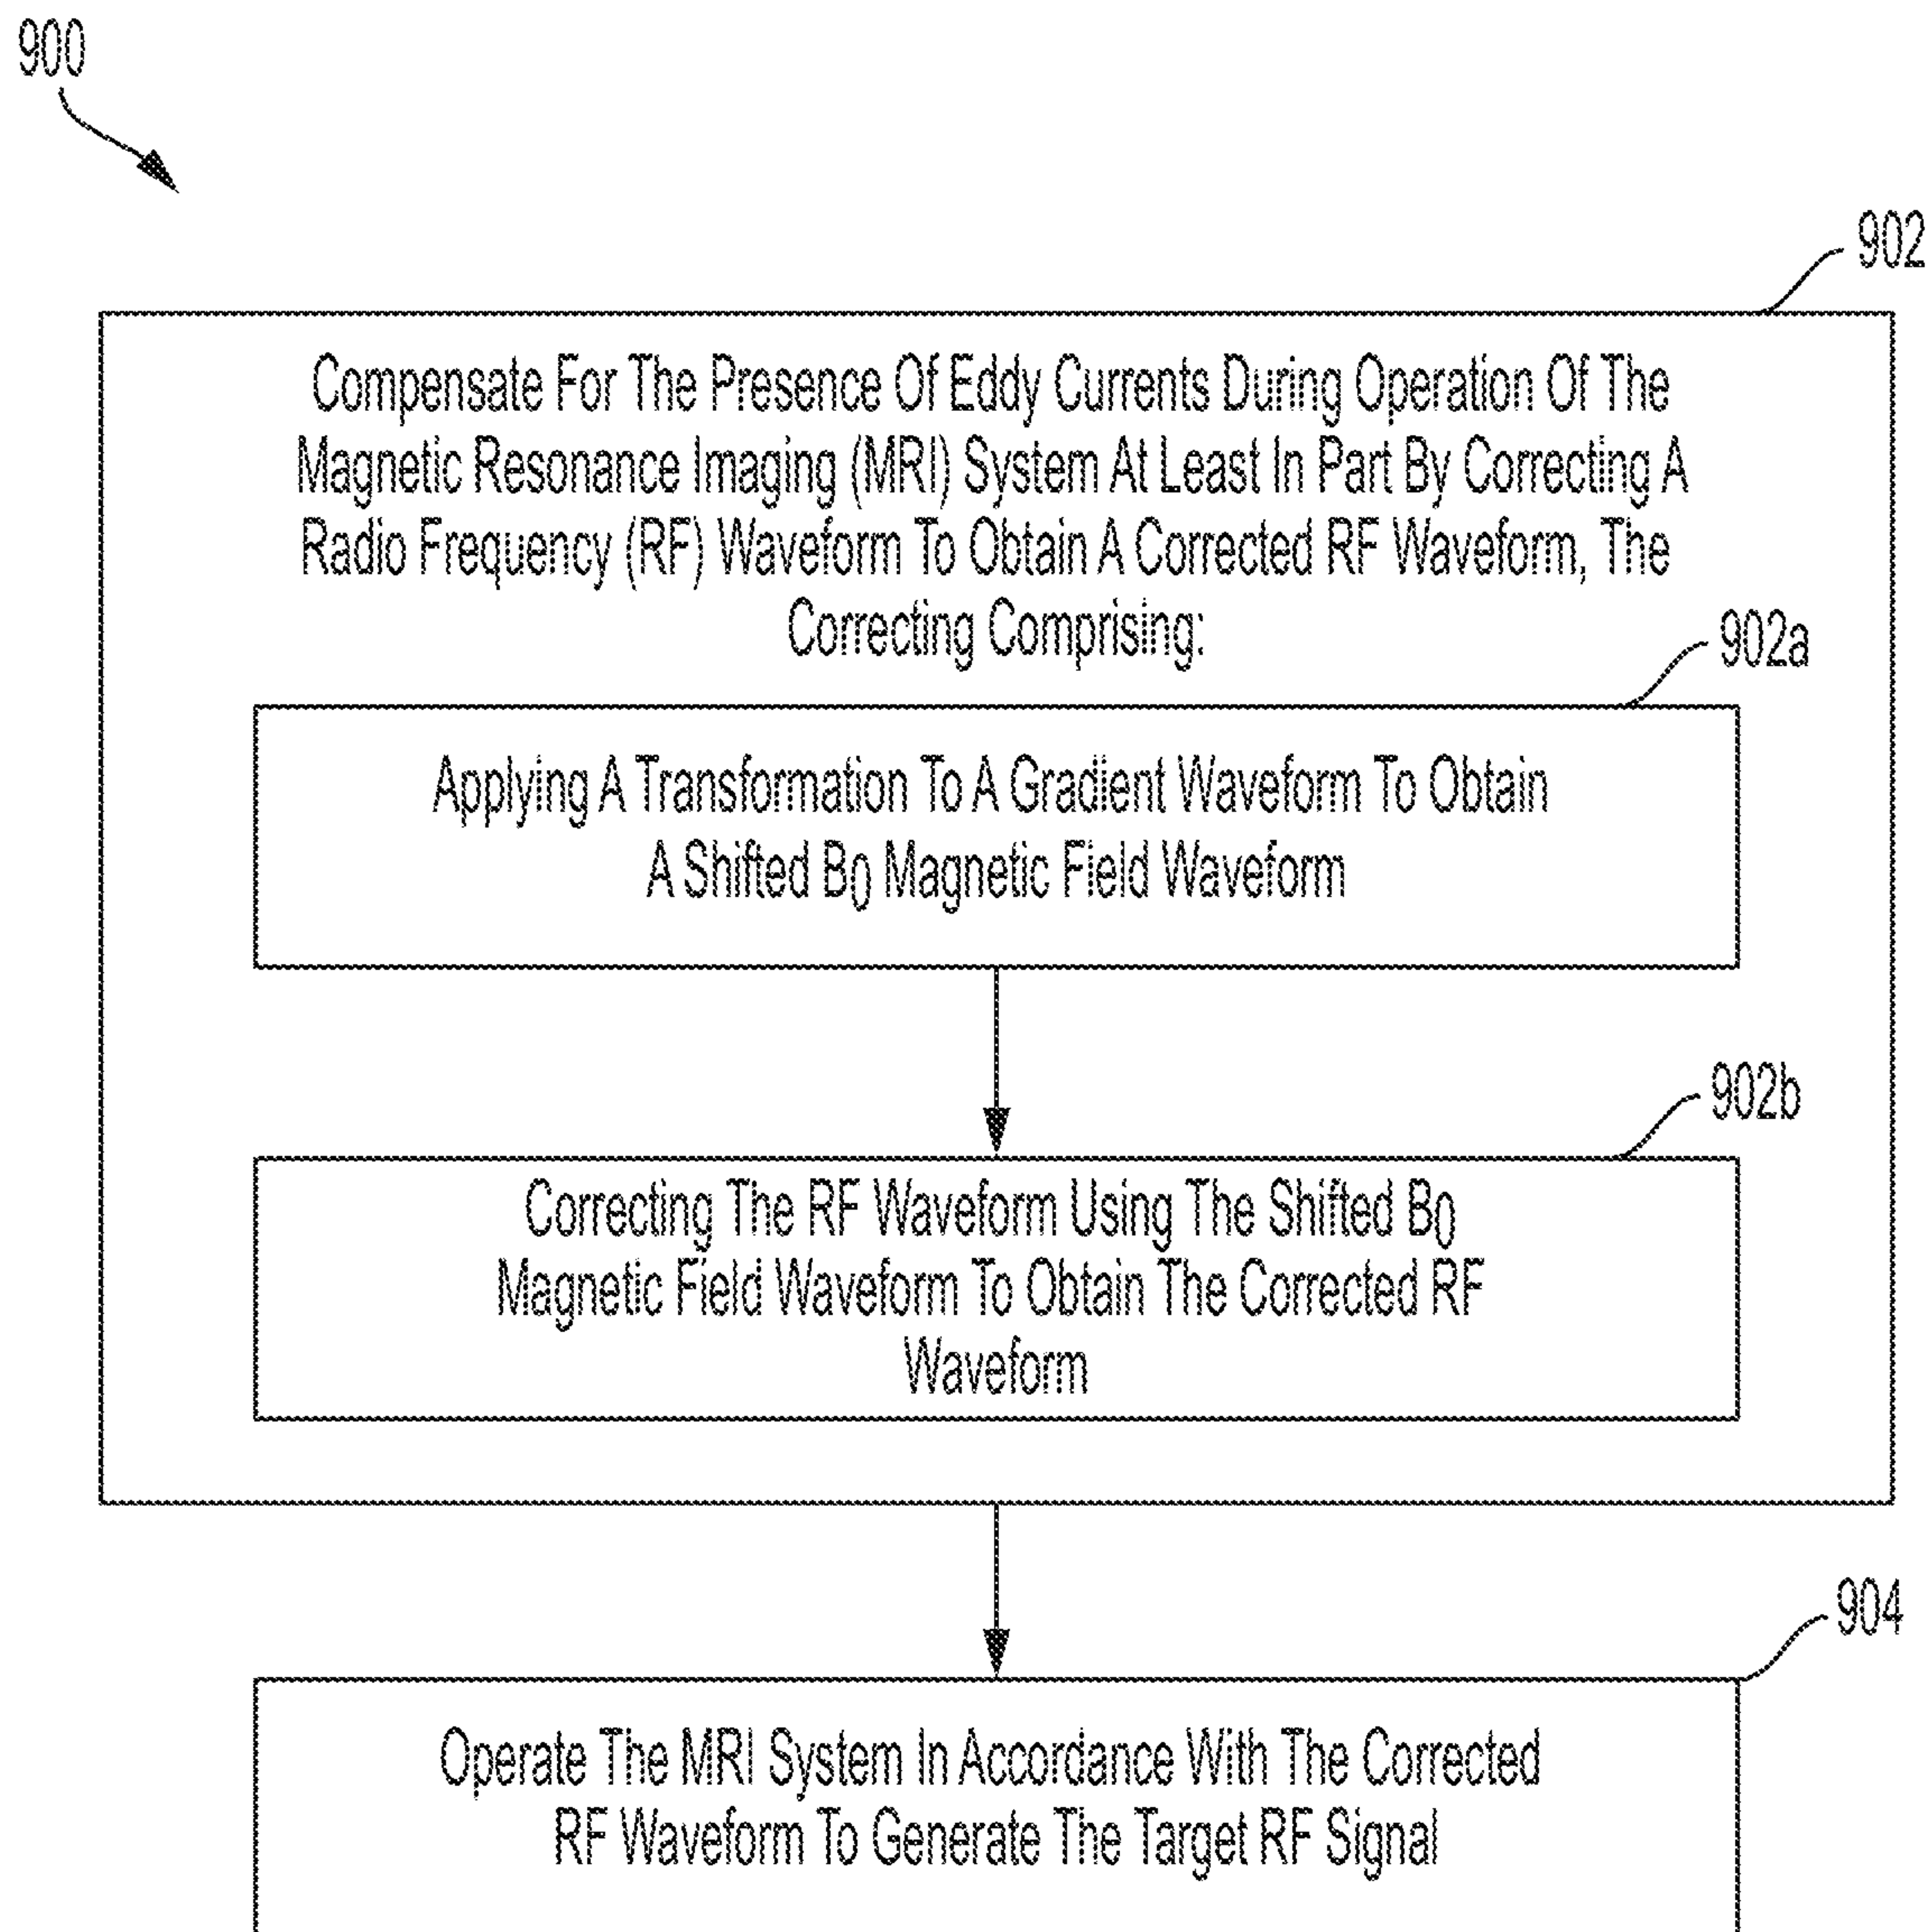 900
902
Compensate For The Presence Of Eddy Currents During Operation Of The
Magnetic Resonance Imaging (MRI) System At Least In Part By Correcting A
Radio Frequency (RF) Waveform To Obtain A Corrected RF Waveform, The
Correcting Comprising:
902a
Applying A Transformation To A Gradient Waveform To Obtain
A Shifted B0 Magnetic Field Waveform
902b
Correcting The RF Waveform Using The Shifted B0
Magnetic Field Waveform To Obtain The Corrected RF
Waveform
904
Operate The MRI System In Accordance With The Corrected
RF Waveform To Generate The Target RF Signal